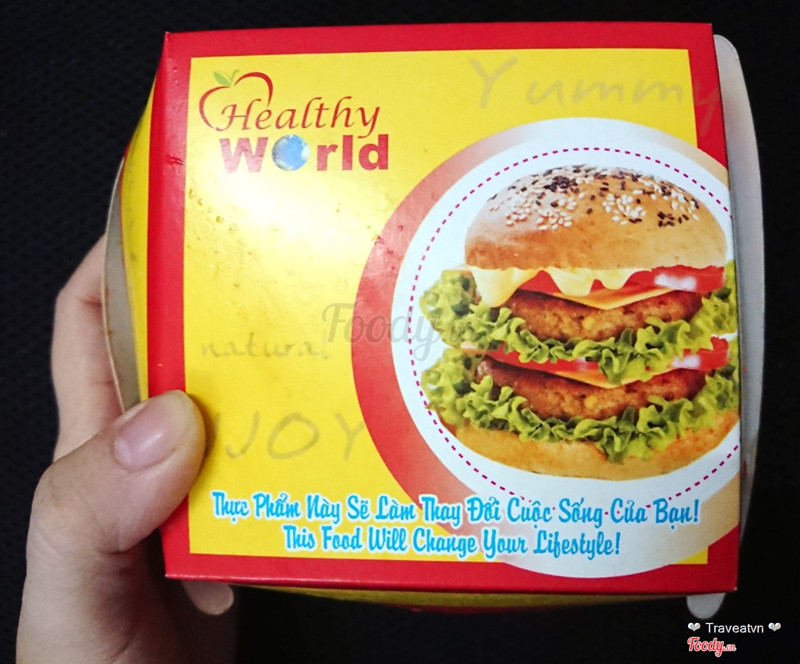 Yummy
Healthy
World
Foody.vn
natural
JOY
Thực Phẩm Này Sẽ Làm Thay Đổi Cuộc Sống Của Bạn!
This Food Will Change Your Lifestyle!
❤ Traveatvn ❤
Foody.vn